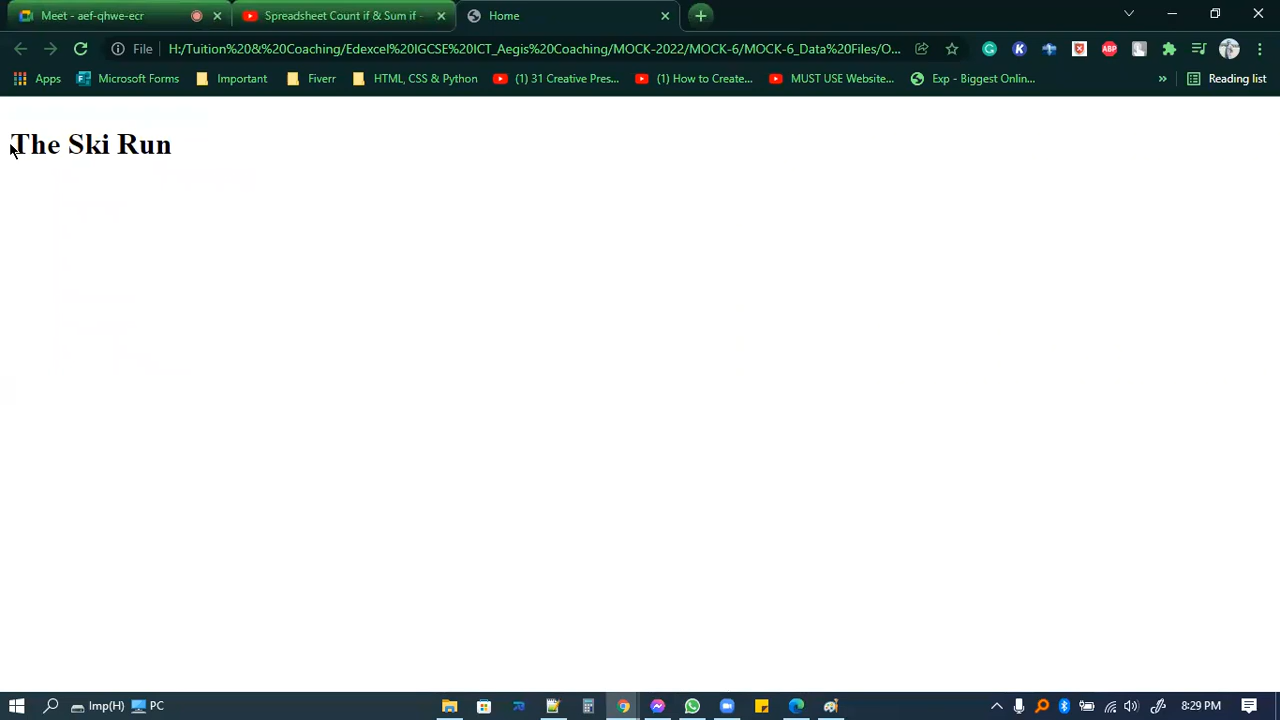 Meet - aef-qhwe-ecr
Spreadsheet Count if & Sum if -
Home
File
H:/Tuition%20&%20Coaching/Edexcel%20IGCSE%20ICT_Aegis%20Coaching/MOCK-2022/MOCK-6/MOCK-6_Data%20Files/O...
Apps
Microsoft Forms
Important
Fiverr
HTML, CSS & Python
(1) 31 Creative Pres...
(1) How to Create...
MUST USE Website...
Exp - Biggest Onlin...
»
Reading list
The Ski Run
Imp(H)
PC
8:29 PM